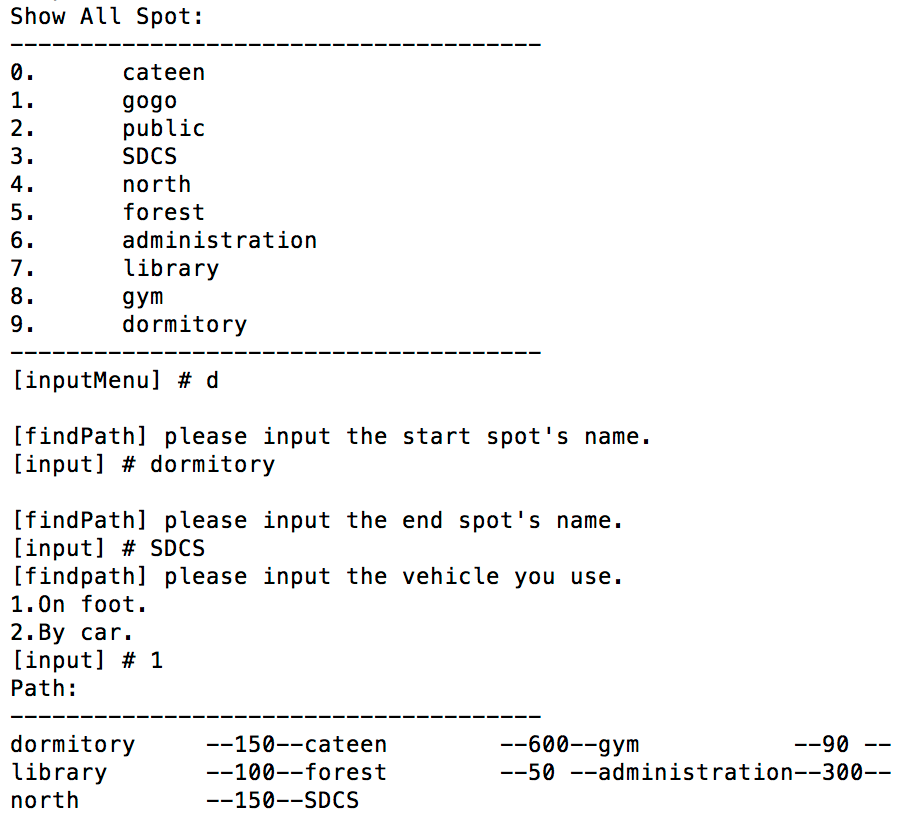 Show All Spot:
--------------------------------------
0.      cateen
1.      gogo
2.      public
3.      SDCS
4.      north
5.      forest
6.      administration
7.      library
8.      gym
9.      dormitory
--------------------------------------
[inputMenu] # d
[findPath] please input the start spot's name.
[input] # dormitory
[findPath] please input the end spot's name.
[input] # SDCS
[findpath] please input the vehicle you use.
1.On foot.
2.By car.
[input] # 1
Path:
--------------------------------------
dormitory     --150--cateen        --600--gym           --90 --
library       --100--forest        --50 --administration--300--
north         --150--SDCS